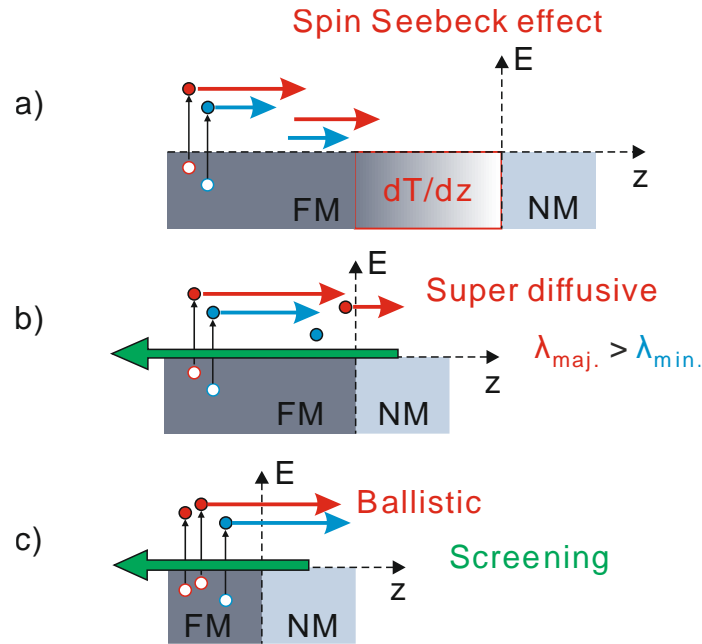 Spin Seebeck effect
a)
E
z
FM
dT/dz
NM
b)
E
Super diffusive
λmaj. > λmin.
z
FM
NM
c)
E
Ballistic
Screening
z
FM
NM